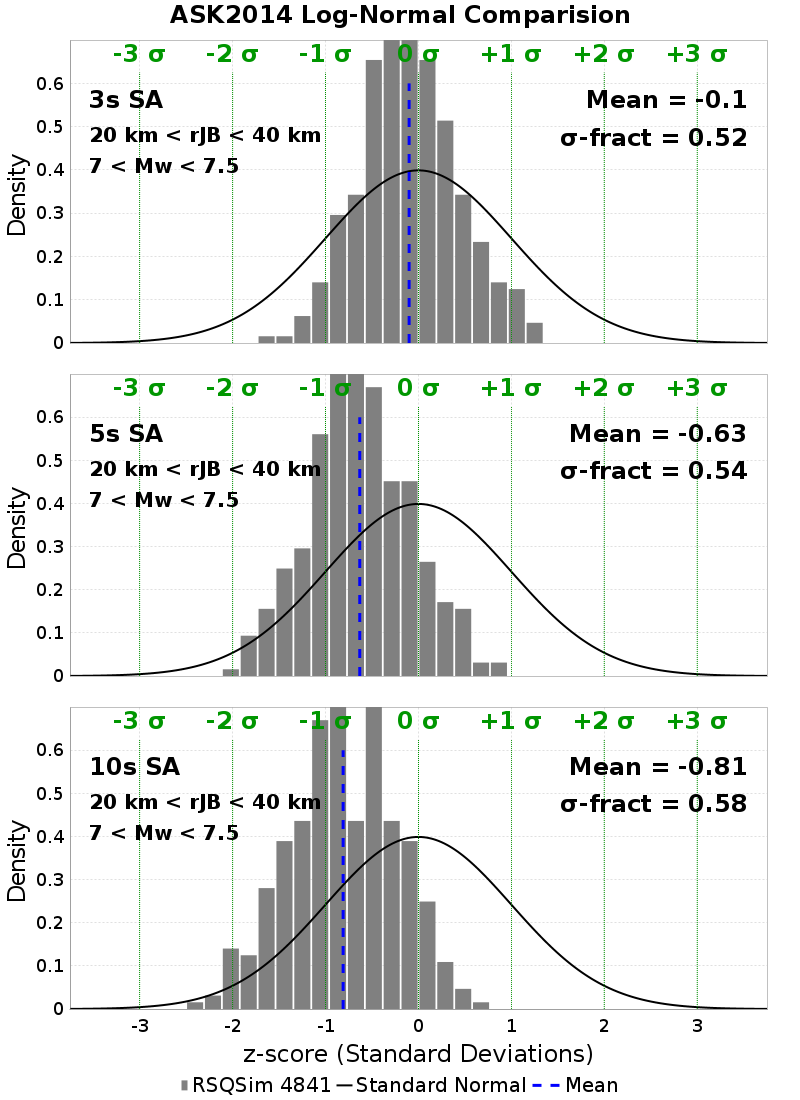 ASK2014 Log-Normal Comparision
-3 σ -2 σ -1 σ 0 σ +1 σ +2 σ +3 σ
0.6
3s SA Mean = -0.1
0.5
20 km < rJB < 40 km σ-fract = 0.52
7 < Mw < 7.5
0.4
0.3
0.2
0.1
0
Density
-3 σ -2 σ -1 σ 0 σ +1 σ +2 σ +3 σ
0.6
5s SA Mean = -0.63
0.5
20 km < rJB < 40 km σ-fract = 0.54
7 < Mw < 7.5
0.4
0.3
0.2
0.1
0
Density
-3 σ -2 σ -1 σ 0 σ +1 σ +2 σ +3 σ
0.6
10s SA Mean = -0.81
0.5
20 km < rJB < 40 km σ-fract = 0.58
7 < Mw < 7.5
0.4
0.3
0.2
0.1
0
Density
-3 -2 -1 0 1 2 3
z-score (Standard Deviations)
RSQSim 4841 Standard Normal Mean